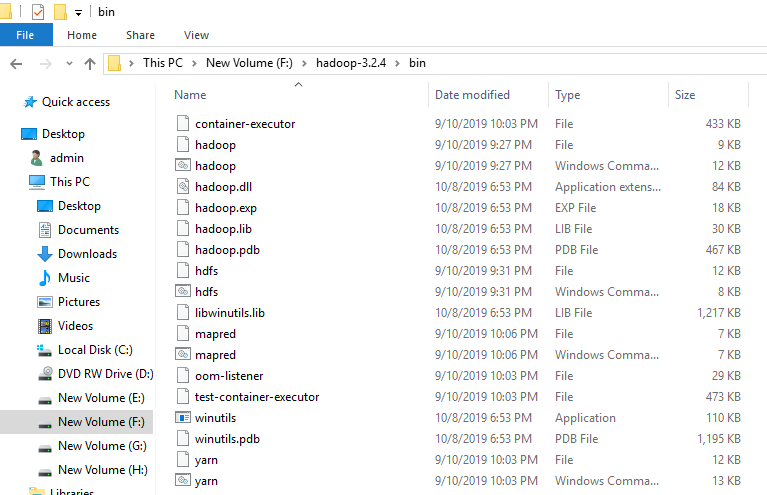 bin
File Home Share View
This PC New Volume (F:) hadoop-3.2.4 bin
Name Date modified Type Size
Quick access
Desktop
admin
This PC
Desktop
Documents
Downloads
Music
Pictures
Videos
Local Disk (C:)
DVD RW Drive (D:)
New Volume (E:)
New Volume (F:)
New Volume (G:)
New Volume (H:)
Libraries
container-executor 9/10/2019 10:03 PM File 433 KB
hadoop 9/10/2019 9:27 PM File 9 KB
hadoop 9/10/2019 9:27 PM Windows Comma... 12 KB
hadoop.dll 10/8/2019 6:53 PM Application extens... 84 KB
hadoop.exp 10/8/2019 6:53 PM EXP File 18 KB
hadoop.lib 10/8/2019 6:53 PM LIB File 30 KB
hadoop.pdb 10/8/2019 6:53 PM PDB File 467 KB
hdfs 9/10/2019 9:31 PM File 12 KB
hdfs 9/10/2019 9:31 PM Windows Comma... 8 KB
libwinutils.lib 10/8/2019 6:53 PM LIB File 1,217 KB
mapred 9/10/2019 10:06 PM File 7 KB
mapred 9/10/2019 10:06 PM Windows Comma... 7 KB
oom-listener 9/10/2019 10:03 PM File 29 KB
test-container-executor 9/10/2019 10:03 PM File 473 KB
winutils 10/8/2019 6:53 PM Application 110 KB
winutils.pdb 10/8/2019 6:53 PM PDB File 1,195 KB
yarn 9/10/2019 10:03 PM File 12 KB
yarn 9/10/2019 10:03 PM Windows Comma... 13 KB